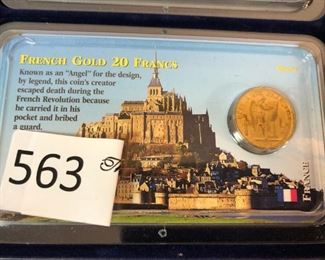 FRENCH GOLD 20 FRANCS
Known as an "Angel" for the design,
by legend, this coin's creator
escaped death during the
French Revolution because
he carried it in his
pocket and bribed
a guard.
563
FRANCE